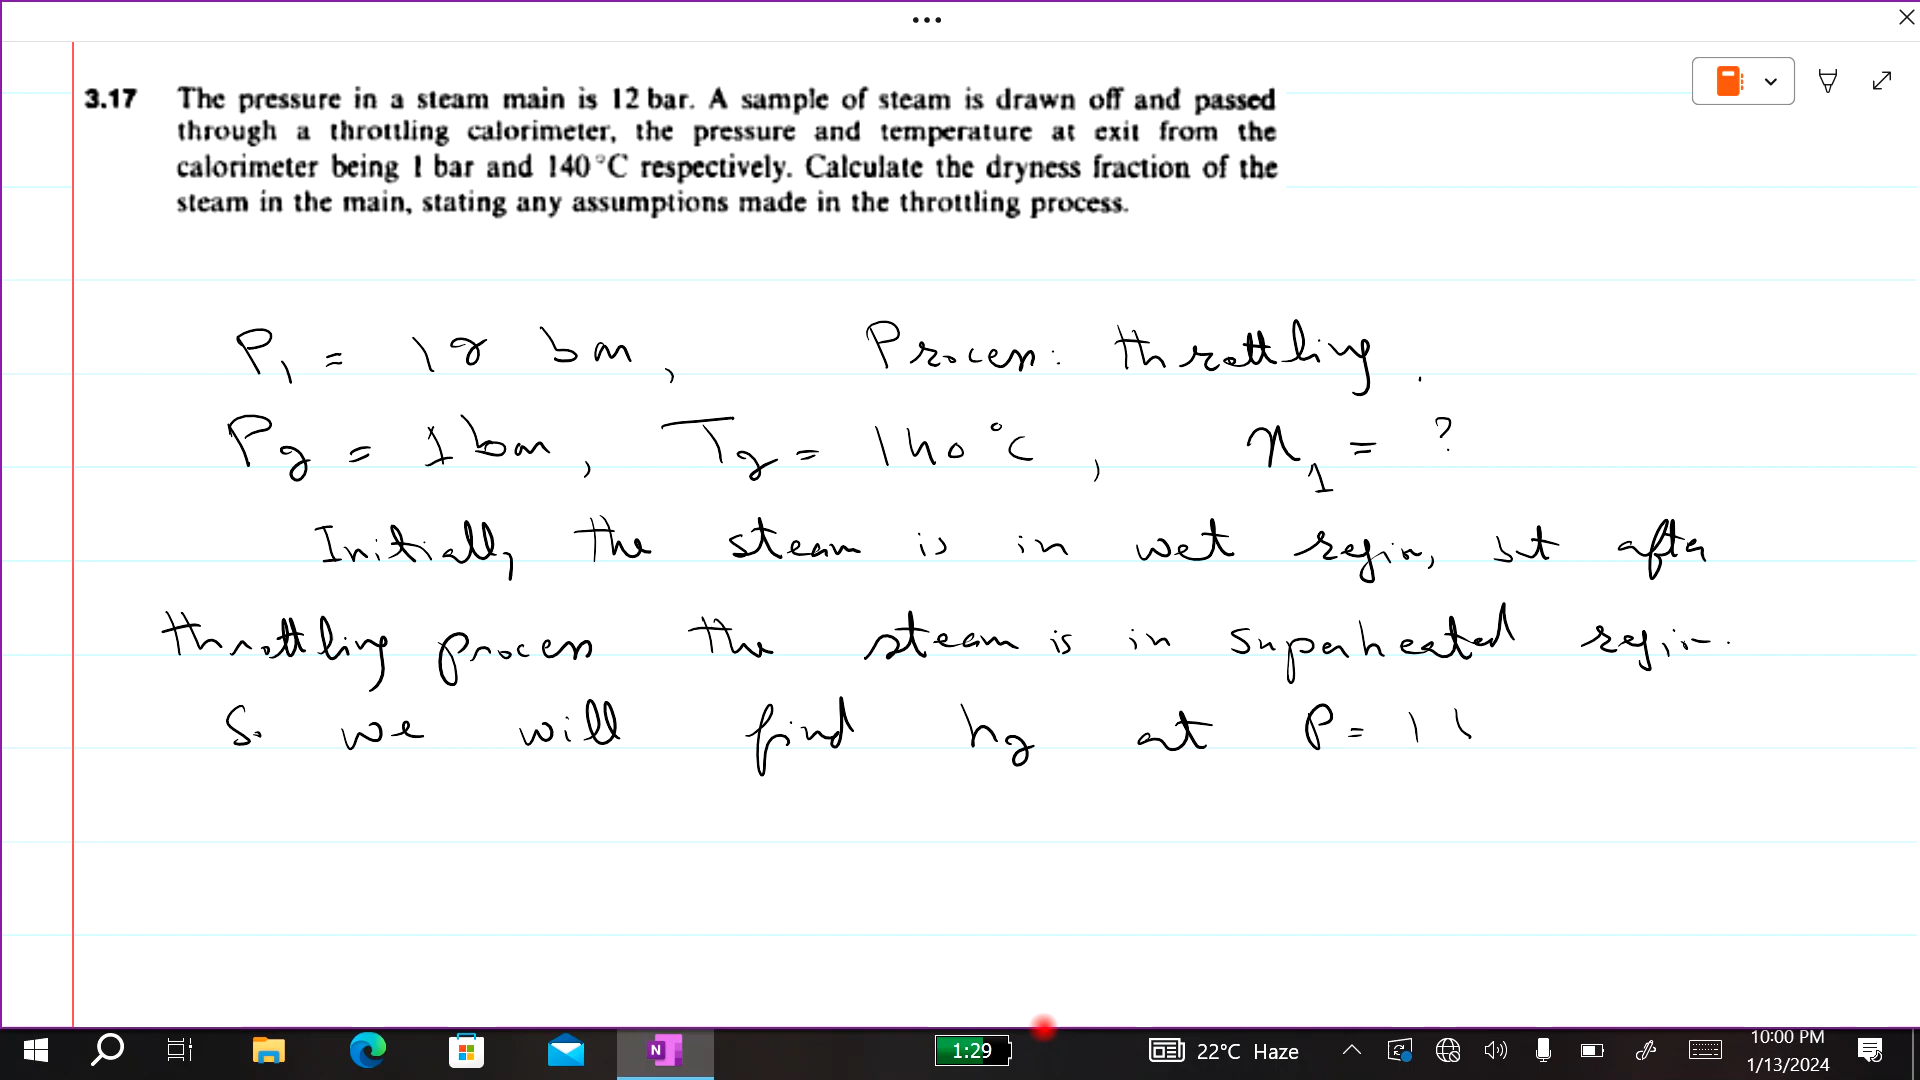 3.17 The pressure in a steam main is 12 bar. A sample of steam is drawn off and passed
through a throttling calorimeter, the pressure and temperature at exit from the
calorimeter being 1 bar and 140 °C respectively. Calculate the dryness fraction of the
steam in the main, stating any assumptions made in the throttling process.
P₁ = 12 bar, Process: throttling.
P₂ = 1 bar, T₂ = 140 °C, x₁ = ?
Initially the steam is in wet region, but after
throttling process the steam is in superheated region.
So we will find h₂ at P = 1 b
N 1:29 22°C Haze 10:00 PM
1/13/2024